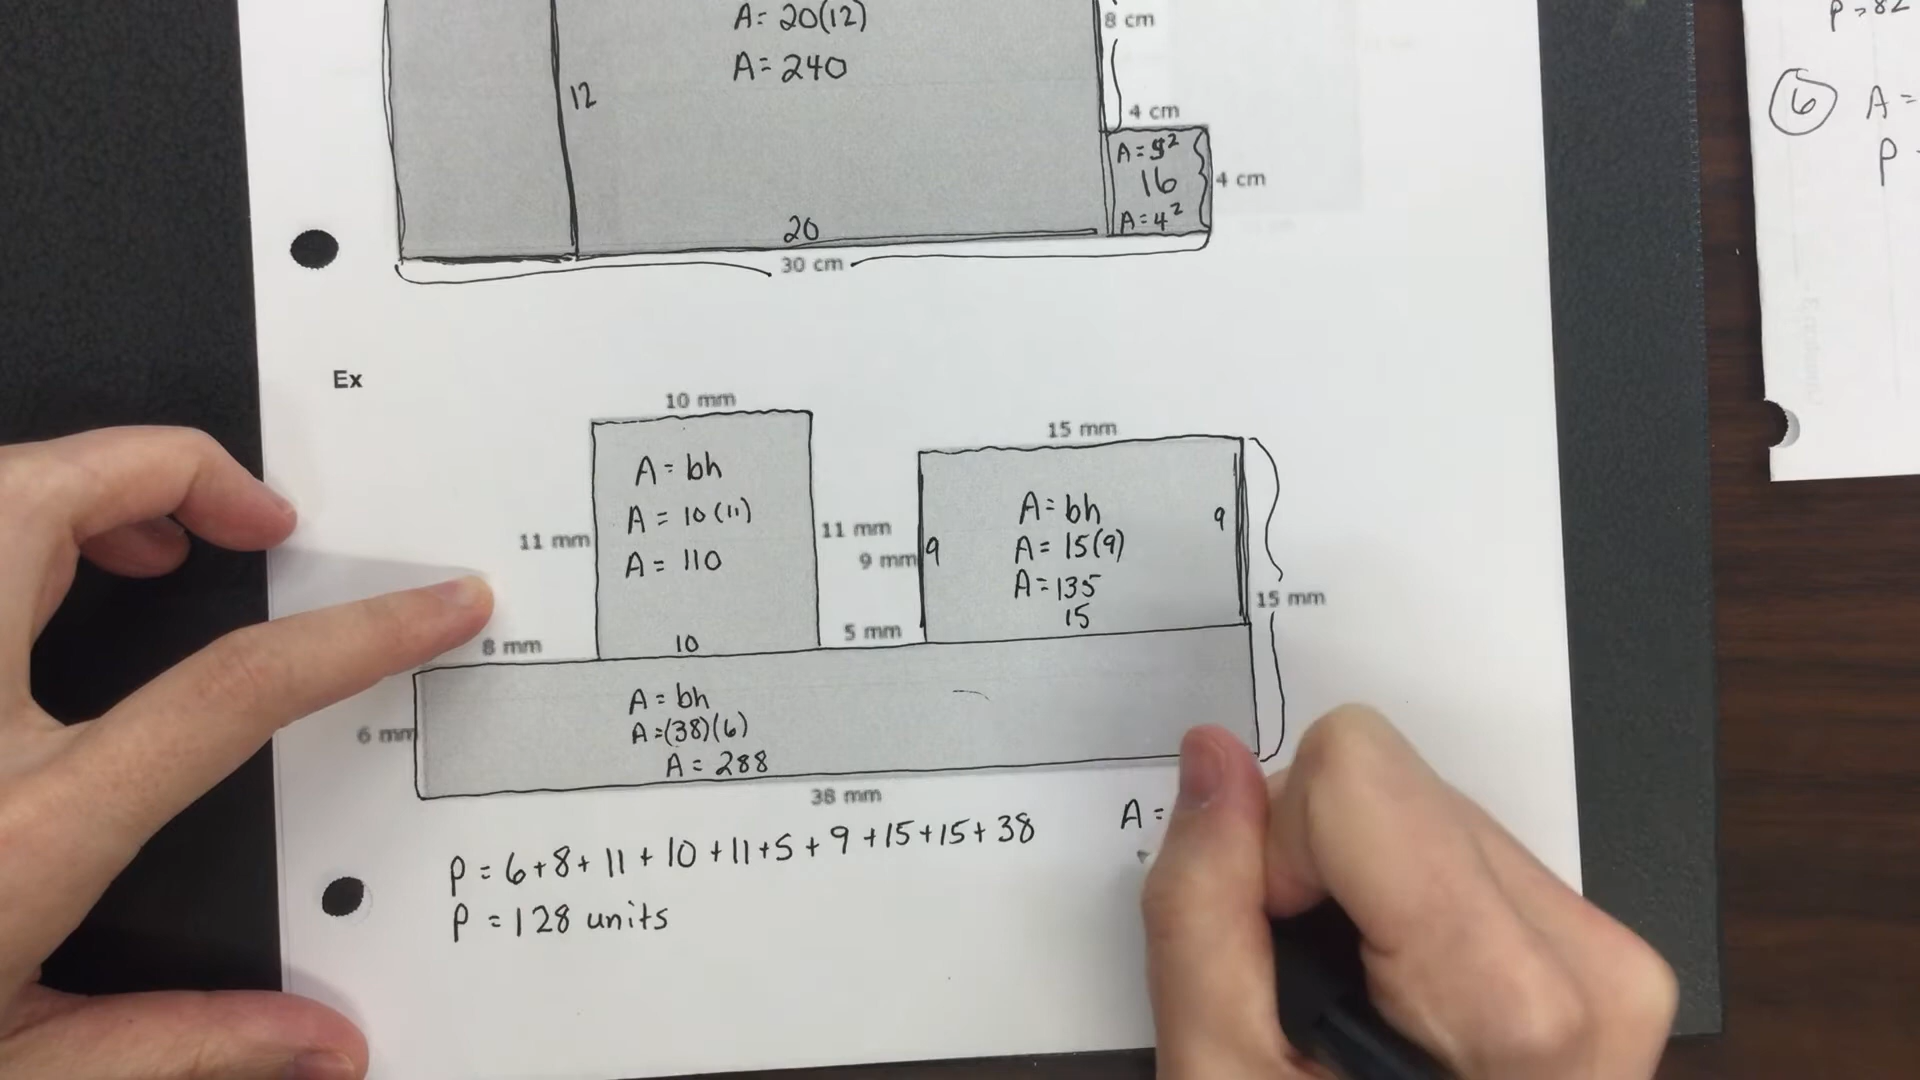 A= 20(12)
8 cm
P=82
A= 240
12
4 cm
6 A=
A= S²
16
P
4 cm
A= 4²
20
30 cm
Ex
10 mm
15 mm
A= bh
A= bh
A= 10(11)
9
11 mm
11 mm
A= 15(9)
9 mm
9
A= 110
A= 135
15 mm
15
5 mm
10
8 mm
A= bh
A=(38)(6)
6 mm
A= 288
38 mm
A=
P = 6+8+11+10+11+5+9+15+15+38
P = 128 units